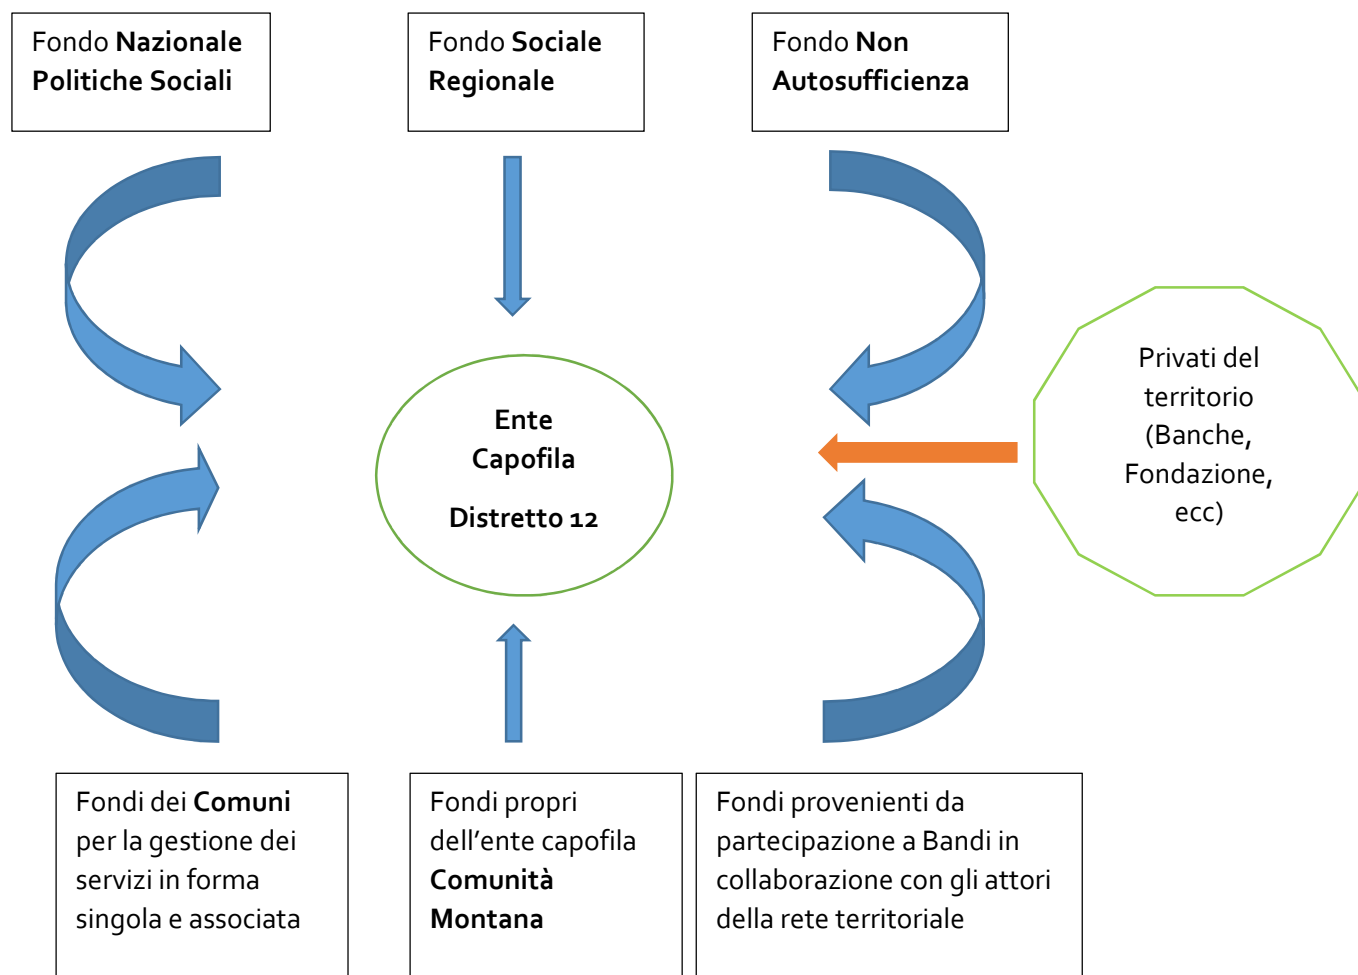 Fondo Nazionale
Politiche Sociali
Fondo Sociale
Regionale
Fondo Non
Autosufficienza
Ente
Capofila
Distretto 12
Privati del
territorio
(Banche,
Fondazione,
ecc)
Fondi dei Comuni
per la gestione dei
servizi in forma
singola e associata
Fondi propri
dell’ente capofila
Comunità
Montana
Fondi provenienti da
partecipazione a Bandi in
collaborazione con gli attori
della rete territoriale